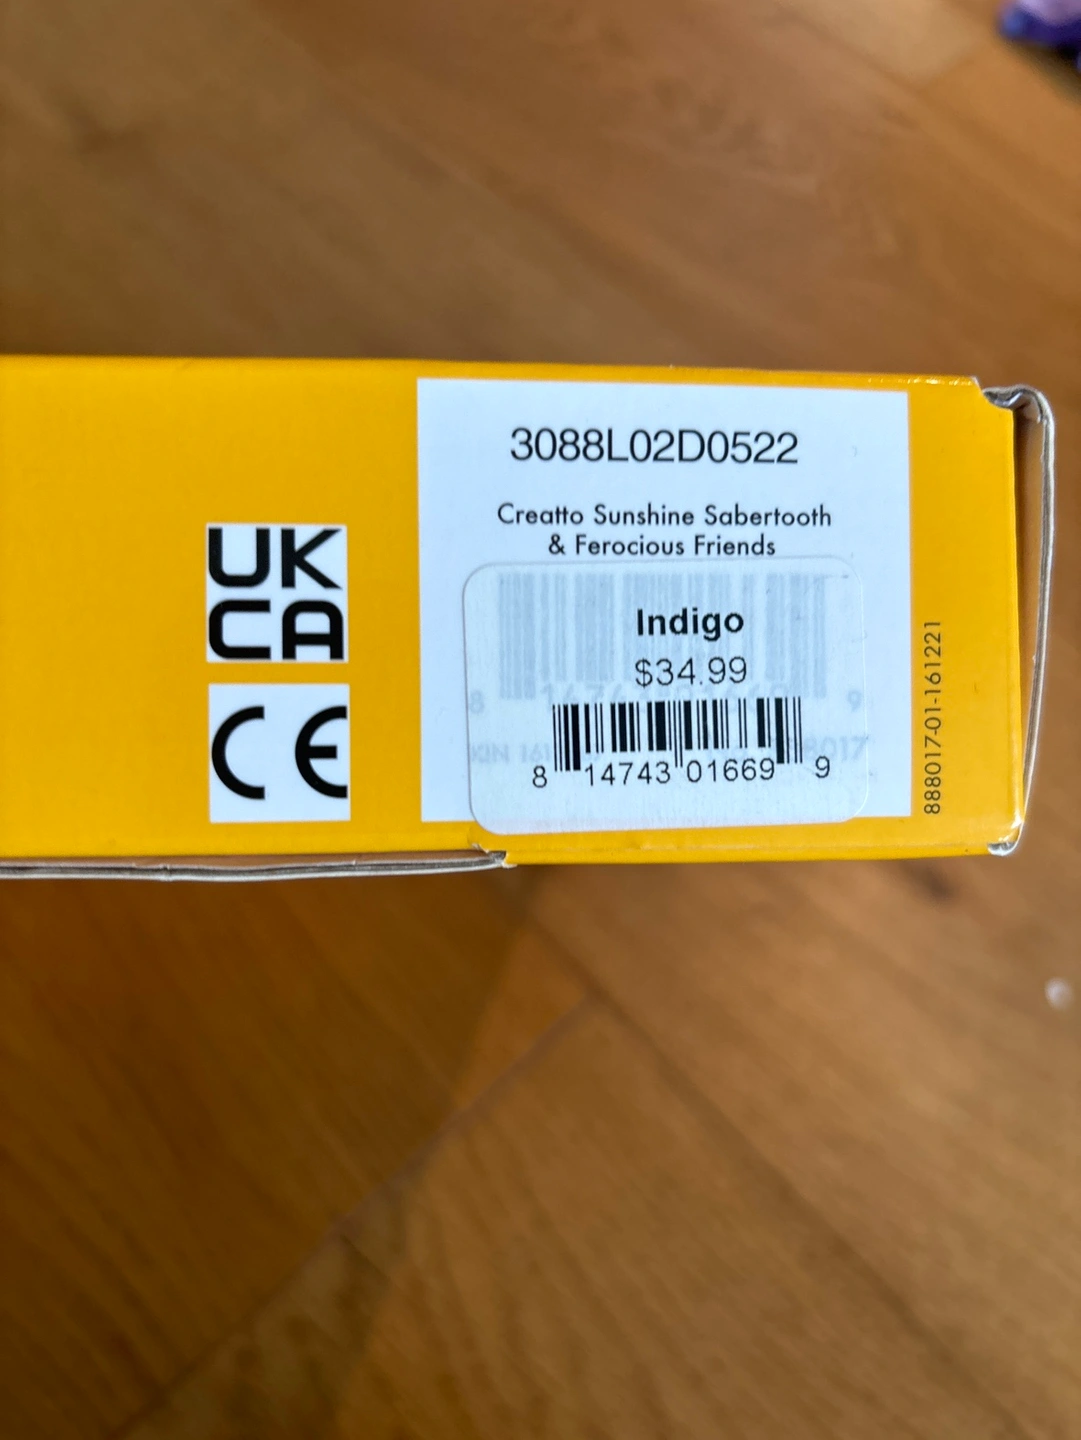 3088L02D0522
Creatto Sunshine Sabertooth
& Ferocious Friends
UK
CA
CE
Indigo
$34.99
8 14743 01669 9
888017-01-161221